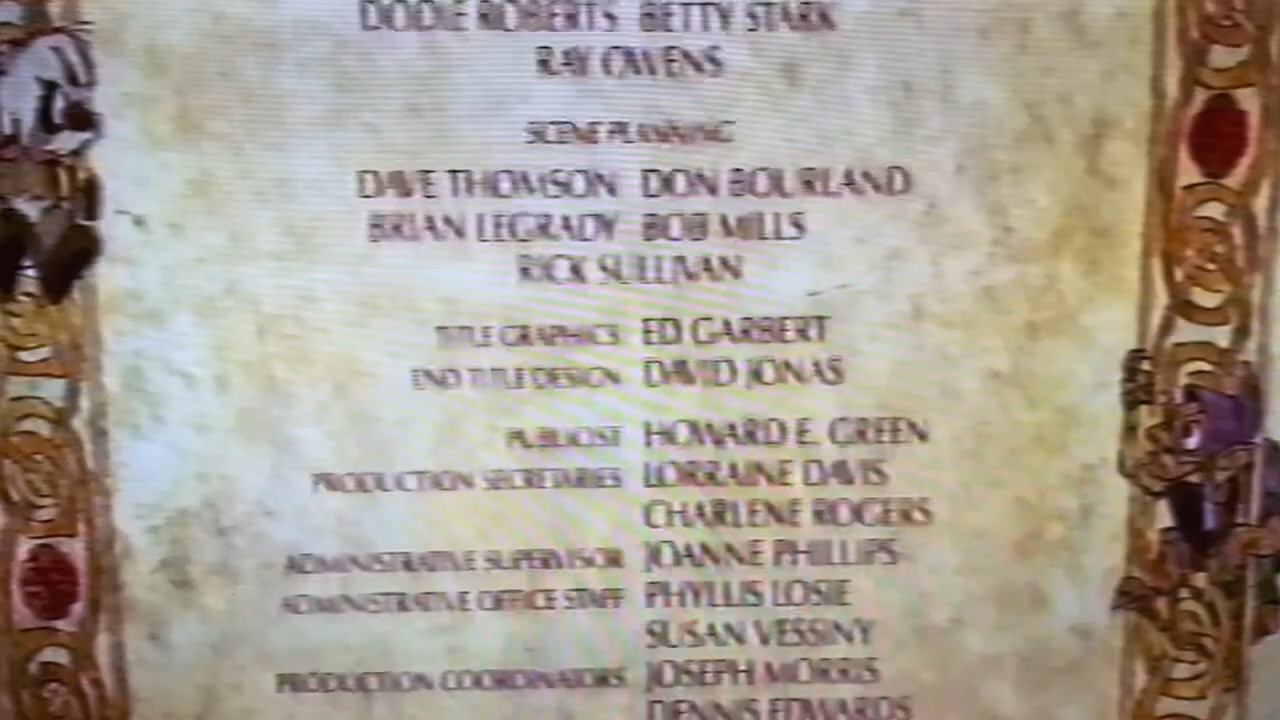 DODIE ROBERTS BETTY STARK
RAY OWENS
SCENE PLANNING
DAVE THOMSON DON BOURLAND
BRIAN LEGRADY BOB MILLS
RICK SULLIVAN
TITLE GRAPHICS ED GARBERT
END TITLE DESIGN DAVID JONAS
PUBLICIST HOWARD E. GREEN
PRODUCTION SECRETARIES LORRAINE DAVIS
CHARLENE ROGERS
ADMINISTRATIVE SUPERVISOR JOANNE PHILLIPS
ADMINISTRATIVE OFFICE STAFF PHYLLIS LOSIE
SUSAN VESSINY
PRODUCTION COORDINATORS JOSEPH MORRIS
DENNIS EDWARDS